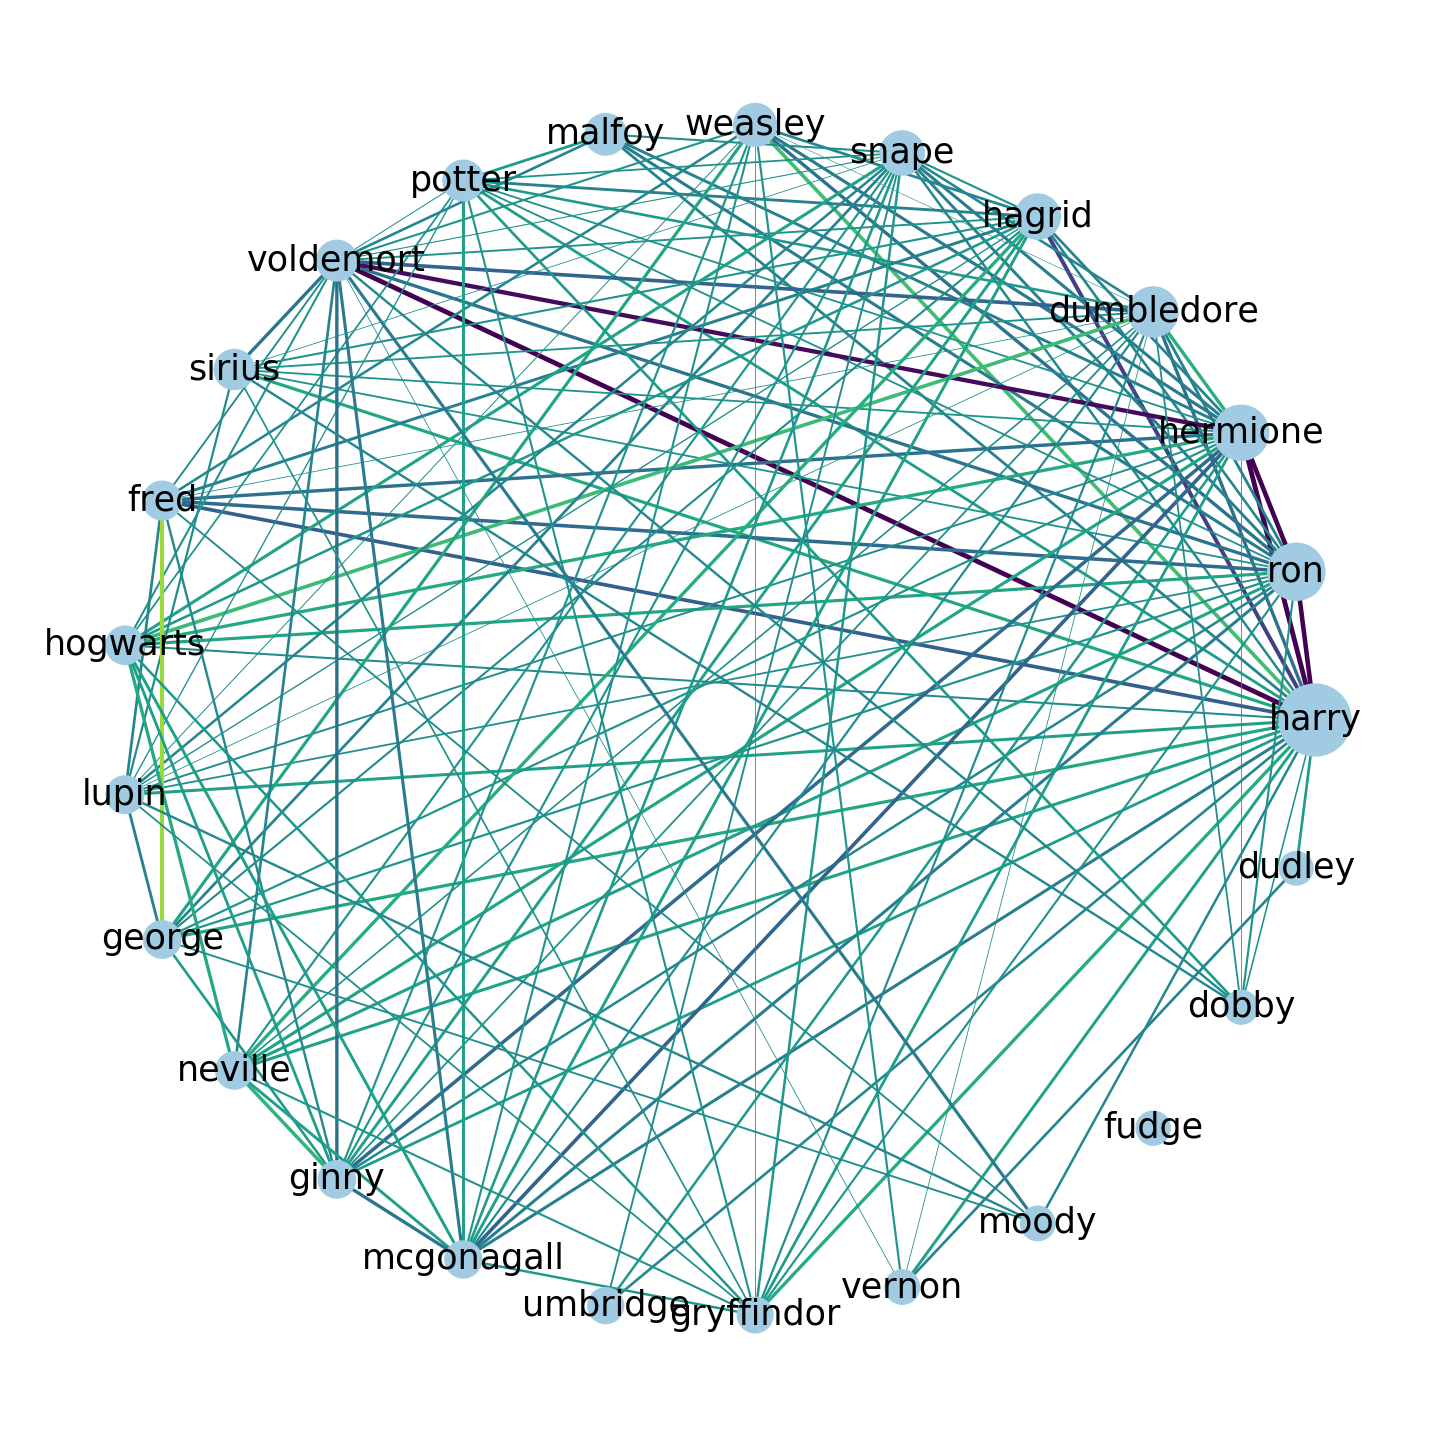 malfoy
weasley
snape
potter
hagrid
voldemort
dumbledore
sirius
hermione
fred
ron
hogwarts
harry
lupin
dudley
george
dobby
neville
fudge
ginny
moody
mcgonagall
vernon
umbridge
gryffindor